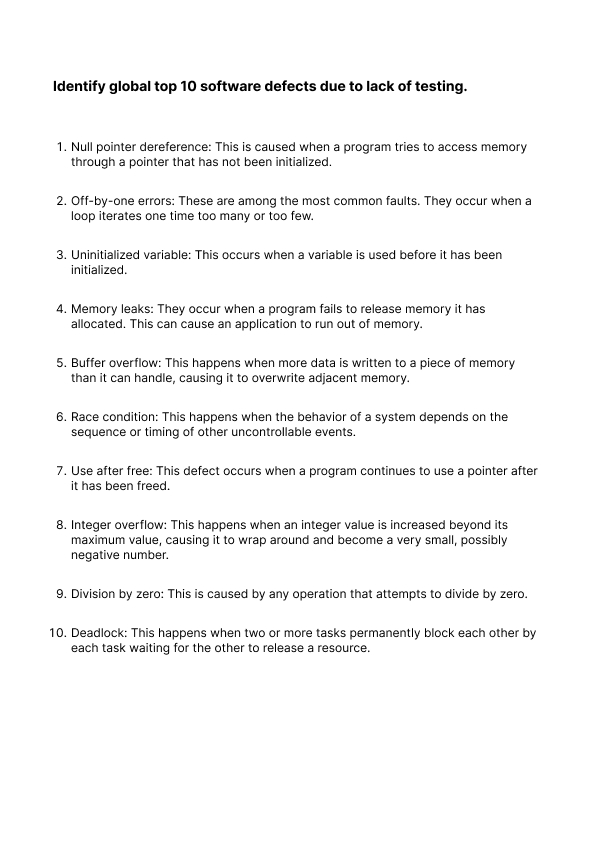 Identify global top 10 software defects due to lack of testing.
1. Null pointer dereference: This is caused when a program tries to access memory
through a pointer that has not been initialized.
2. Off-by-one errors: These are among the most common faults. They occur when a
loop iterates one time too many or too few.
3. Uninitialized variable: This occurs when a variable is used before it has been
initialized.
4. Memory leaks: They occur when a program fails to release memory it has
allocated. This can cause an application to run out of memory.
5. Buffer overflow: This happens when more data is written to a piece of memory
than it can handle, causing it to overwrite adjacent memory.
6. Race condition: This happens when the behavior of a system depends on the
sequence or timing of other uncontrollable events.
7. Use after free: This defect occurs when a program continues to use a pointer after
it has been freed.
8. Integer overflow: This happens when an integer value is increased beyond its
maximum value, causing it to wrap around and become a very small, possibly
negative number.
9. Division by zero: This is caused by any operation that attempts to divide by zero.
10. Deadlock: This happens when two or more tasks permanently block each other by
each task waiting for the other to release a resource.